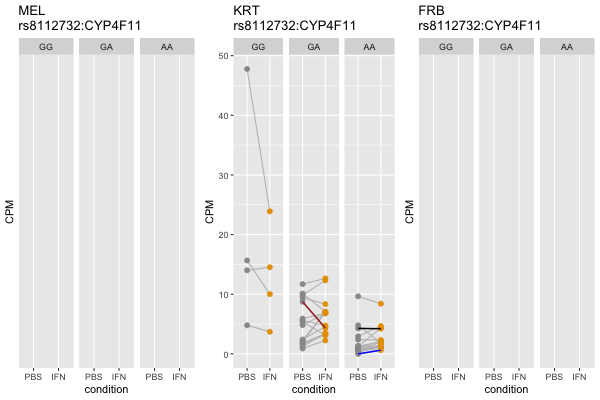 MEL
rs8112732:CYP4F11
GG GA AA
CPM
PBS IFN PBS IFN PBS IFN
condition
KRT
rs8112732:CYP4F11
GG GA AA
50
40
30
20
10
0
CPM
PBS IFN PBS IFN PBS IFN
condition
FRB
rs8112732:CYP4F11
GG GA AA
CPM
PBS IFN PBS IFN PBS IFN
condition